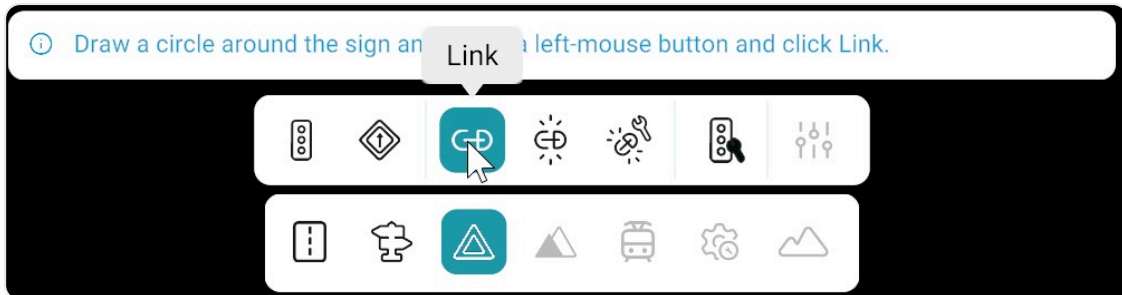 Draw a circle around the sign an a left-mouse button and click Link.
Link